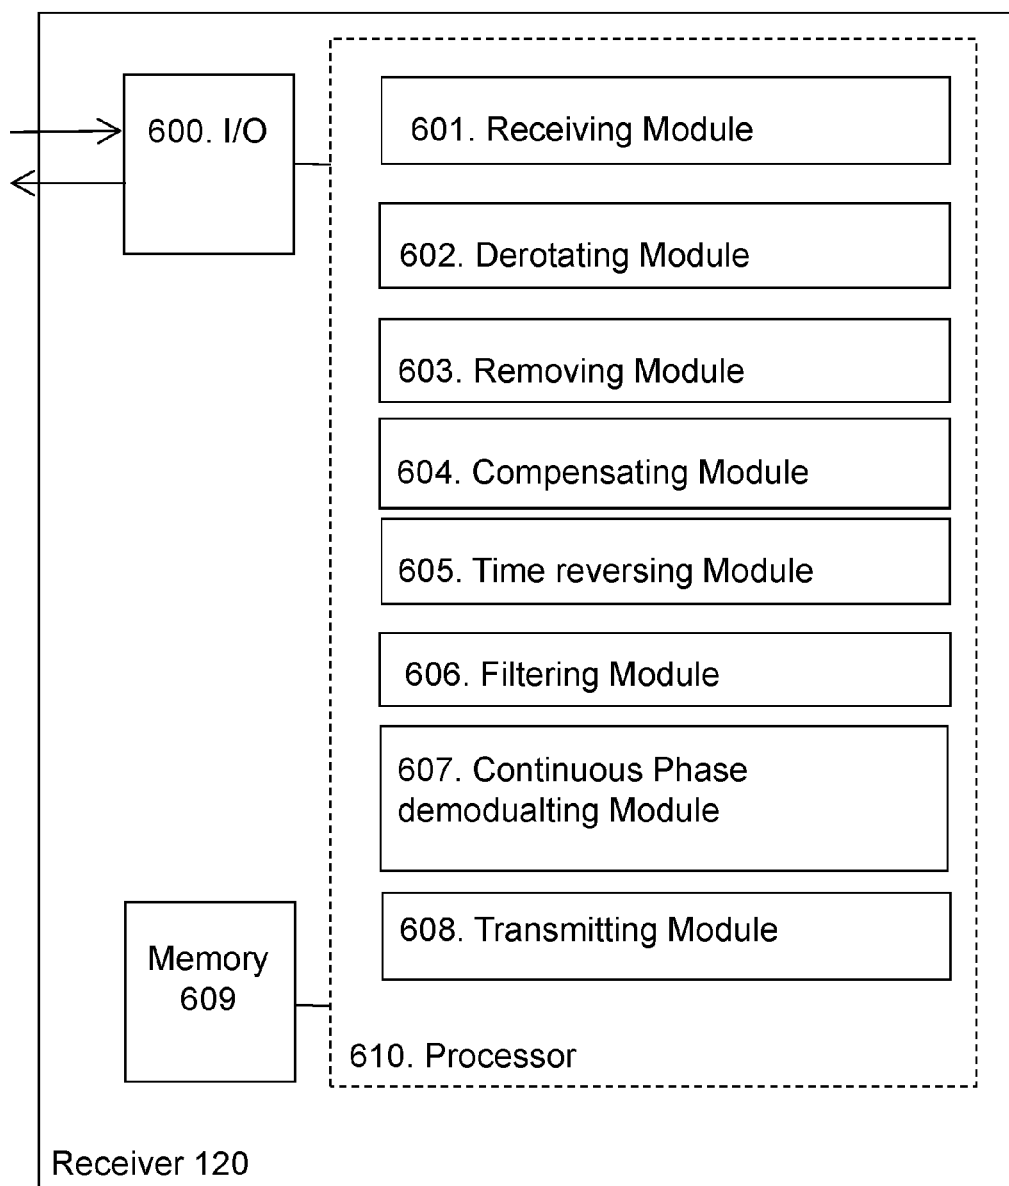 600. I/O
601. Receiving Module
602. Derotating Module
603. Removing Module
604. Compensating Module
605. Time reversing Module
606. Filtering Module
607. Continuous Phase
demodualting Module
608. Transmitting Module
Memory
609
610. Processor
Receiver 120